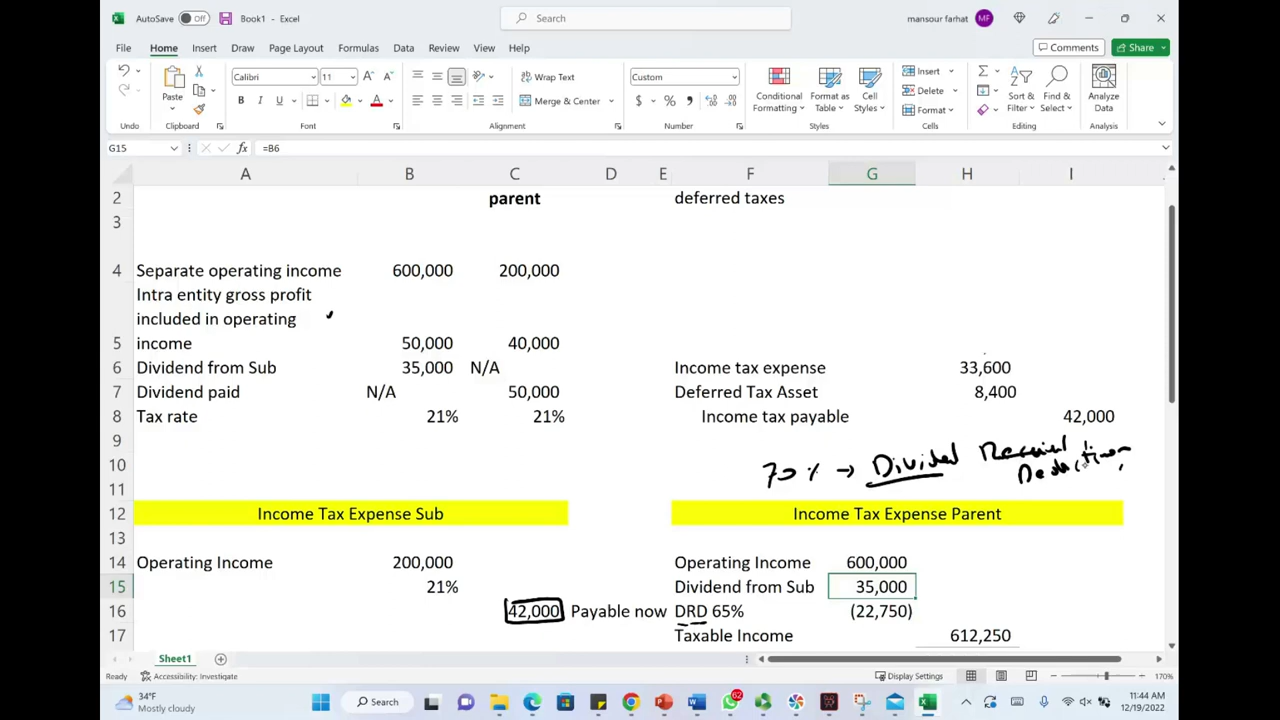 AutoSave Off Book1 - Excel Search mansour farhat MF
File Home Insert Draw Page Layout Formulas Data Review View Help Comments Share
Calibri 11 Wrap Text Custom Insert
Paste Merge & Center Conditional Formatting Format as Table Cell Styles Delete Sort & Filter Find & Select Analyze Data
Format
Undo Clipboard Font Alignment Number Styles Cells Editing Analysis
G15 fx =B6
A B C D E F G H I
2 parent deferred taxes
3
4 Separate operating income 600,000 200,000
Intra entity gross profit
included in operating
5 income 50,000 40,000
6 Dividend from Sub 35,000 N/A Income tax expense 33,600
7 Dividend paid N/A 50,000 Deferred Tax Asset 8,400
8 Tax rate 21% 21% Income tax payable 42,000
9
10 70% → Dividend Received
11 Deduction
12 Income Tax Expense Sub Income Tax Expense Parent
13
14 Operating Income 200,000 Operating Income 600,000
15 21% Dividend from Sub 35,000
16 42,000 Payable now DRD 65% (22,750)
17 Taxable Income 612,250
Sheet1
Ready Accessibility: Investigate Display Settings 170%
34°F
Mostly cloudy
Search 62 11:44 AM
12/19/2022